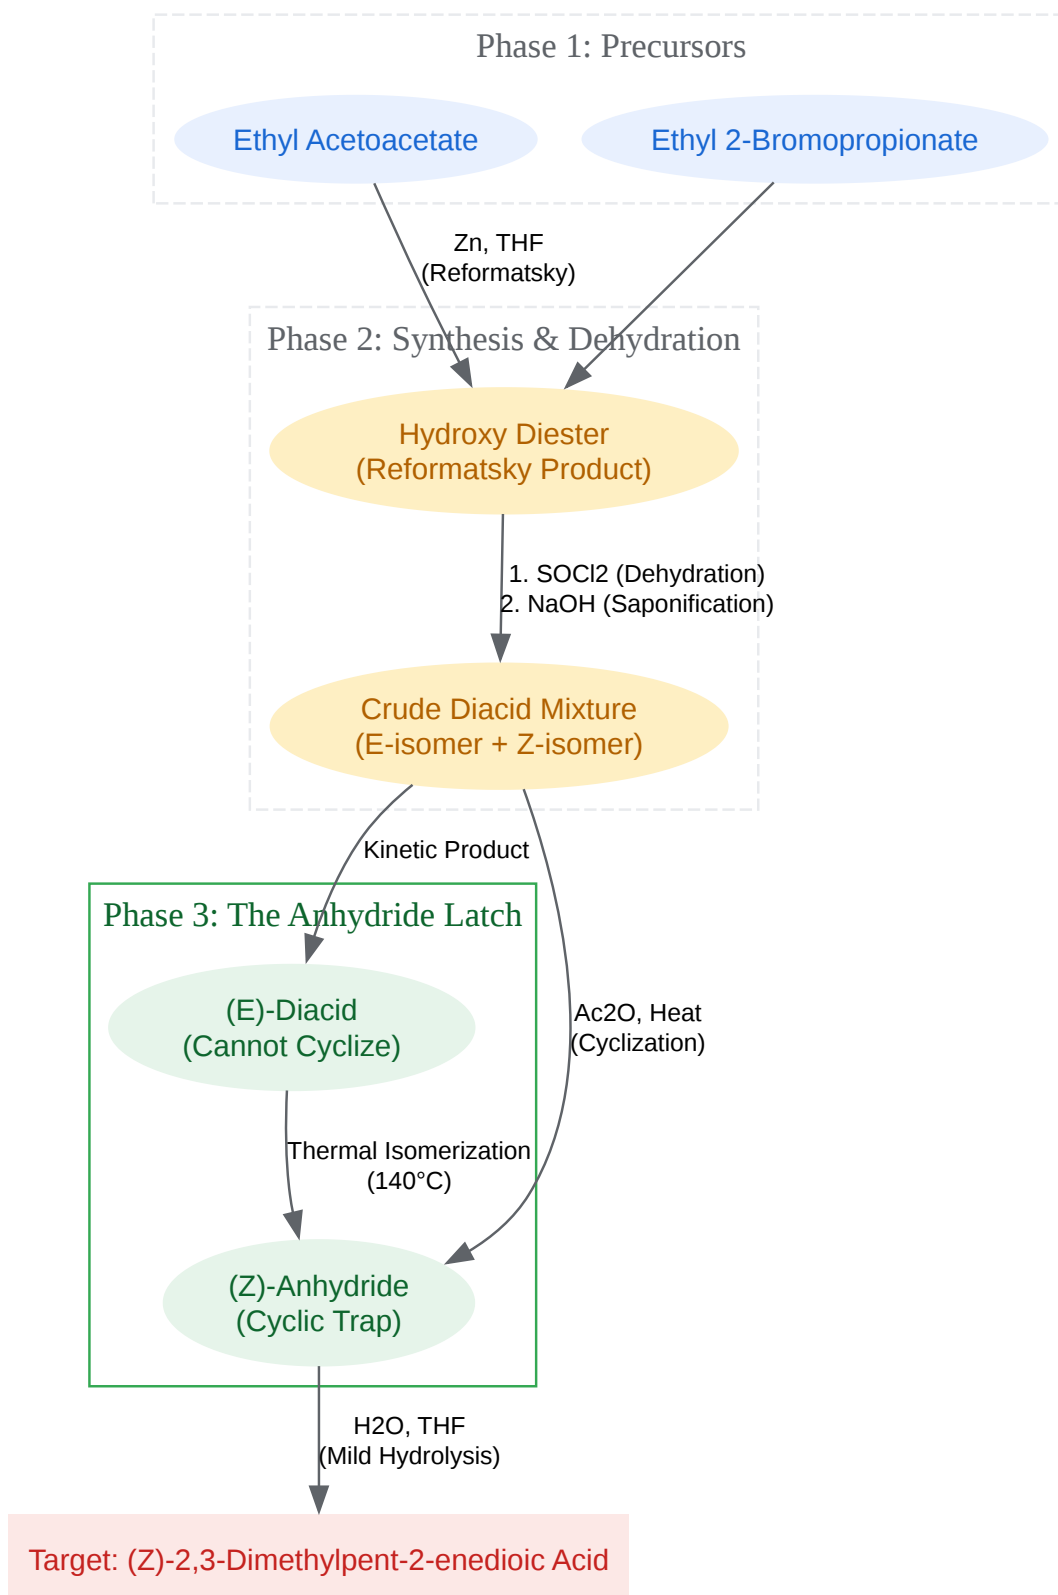 Phase 1: Precursors
Ethyl Acetoacetate
Ethyl 2-Bromopropionate
Zn, THF
(Reformatsky)
Phase 2: Synthesis & Dehydration
Hydroxy Diester
(Reformatsky Product)
1. SOCl2 (Dehydration)
2. NaOH (Saponification)
Crude Diacid Mixture
(E-isomer + Z-isomer)
Kinetic Product
Phase 3: The Anhydride Latch
(E)-Diacid
(Cannot Cyclize)
Ac2O, Heat
(Cyclization)
Thermal Isomerization
(140°C)
(Z)-Anhydride
(Cyclic Trap)
H2O, THF
(Mild Hydrolysis)
Target: (Z)-2,3-Dimethylpent-2-enedioic Acid